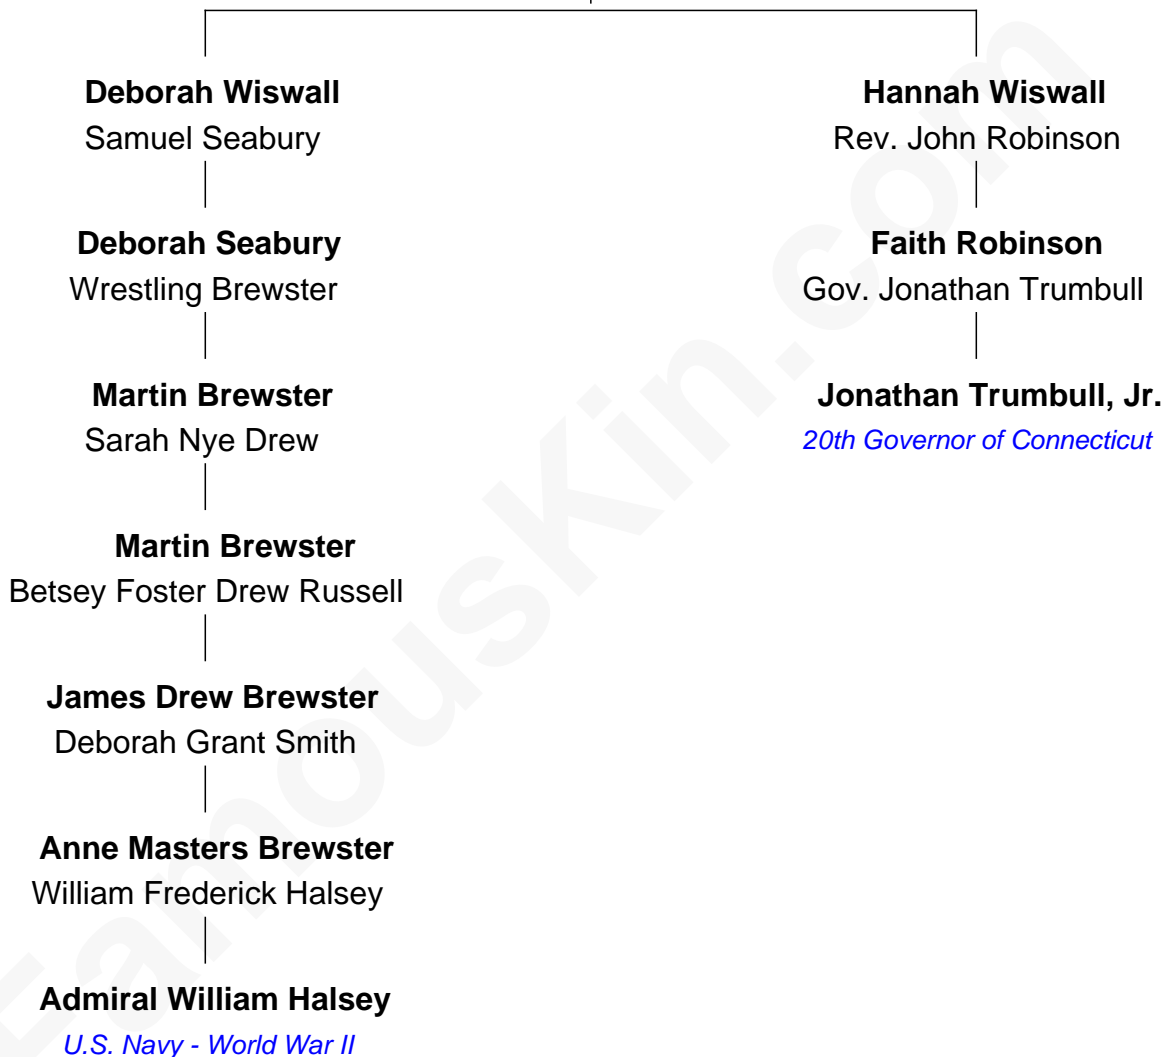 Deborah Wiswall
Samuel Seabury
Hannah Wiswall
Rev. John Robinson
Deborah Seabury
Wrestling Brewster
Faith Robinson
Gov. Jonathan Trumbull
Martin Brewster
Sarah Nye Drew
Jonathan Trumbull, Jr.
20th Governor of Connecticut
Martin Brewster
Betsey Foster Drew Russell
James Drew Brewster
Deborah Grant Smith
Anne Masters Brewster
William Frederick Halsey
Admiral William Halsey
U.S. Navy - World War II
FamousKin.com